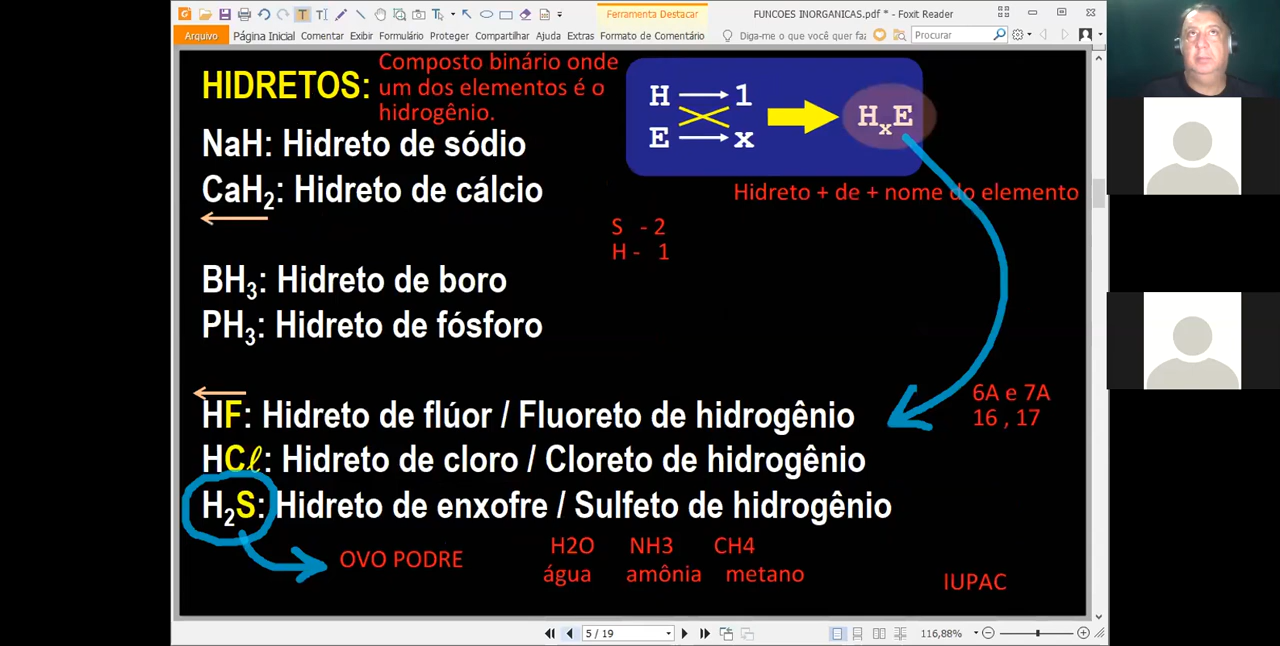 Ferramenta Destacar
FUNCOES INORGANICAS.pdf * - Foxit Reader
Arquivo
Página Inicial
Comentar
Exibir
Formulário
Proteger
Compartilhar
Ajuda
Extras
Formato de Comentário
Diga-me o que você quer faz
Procurar
HIDRETOS:
Composto binário onde
um dos elementos é o
hidrogênio.
H 1
E x
HxE
NaH: Hidreto de sódio
CaH2: Hidreto de cálcio
Hidreto + de + nome do elemento
S - 2
H - 1
BH3: Hidreto de boro
PH3: Hidreto de fósforo
6A e 7A
16 , 17
HF: Hidreto de flúor / Fluoreto de hidrogênio
HCℓ: Hidreto de cloro / Cloreto de hidrogênio
H2S: Hidreto de enxofre / Sulfeto de hidrogênio
OVO PODRE
H2O NH3 CH4
água amônia metano
IUPAC
5 / 19
116,88%